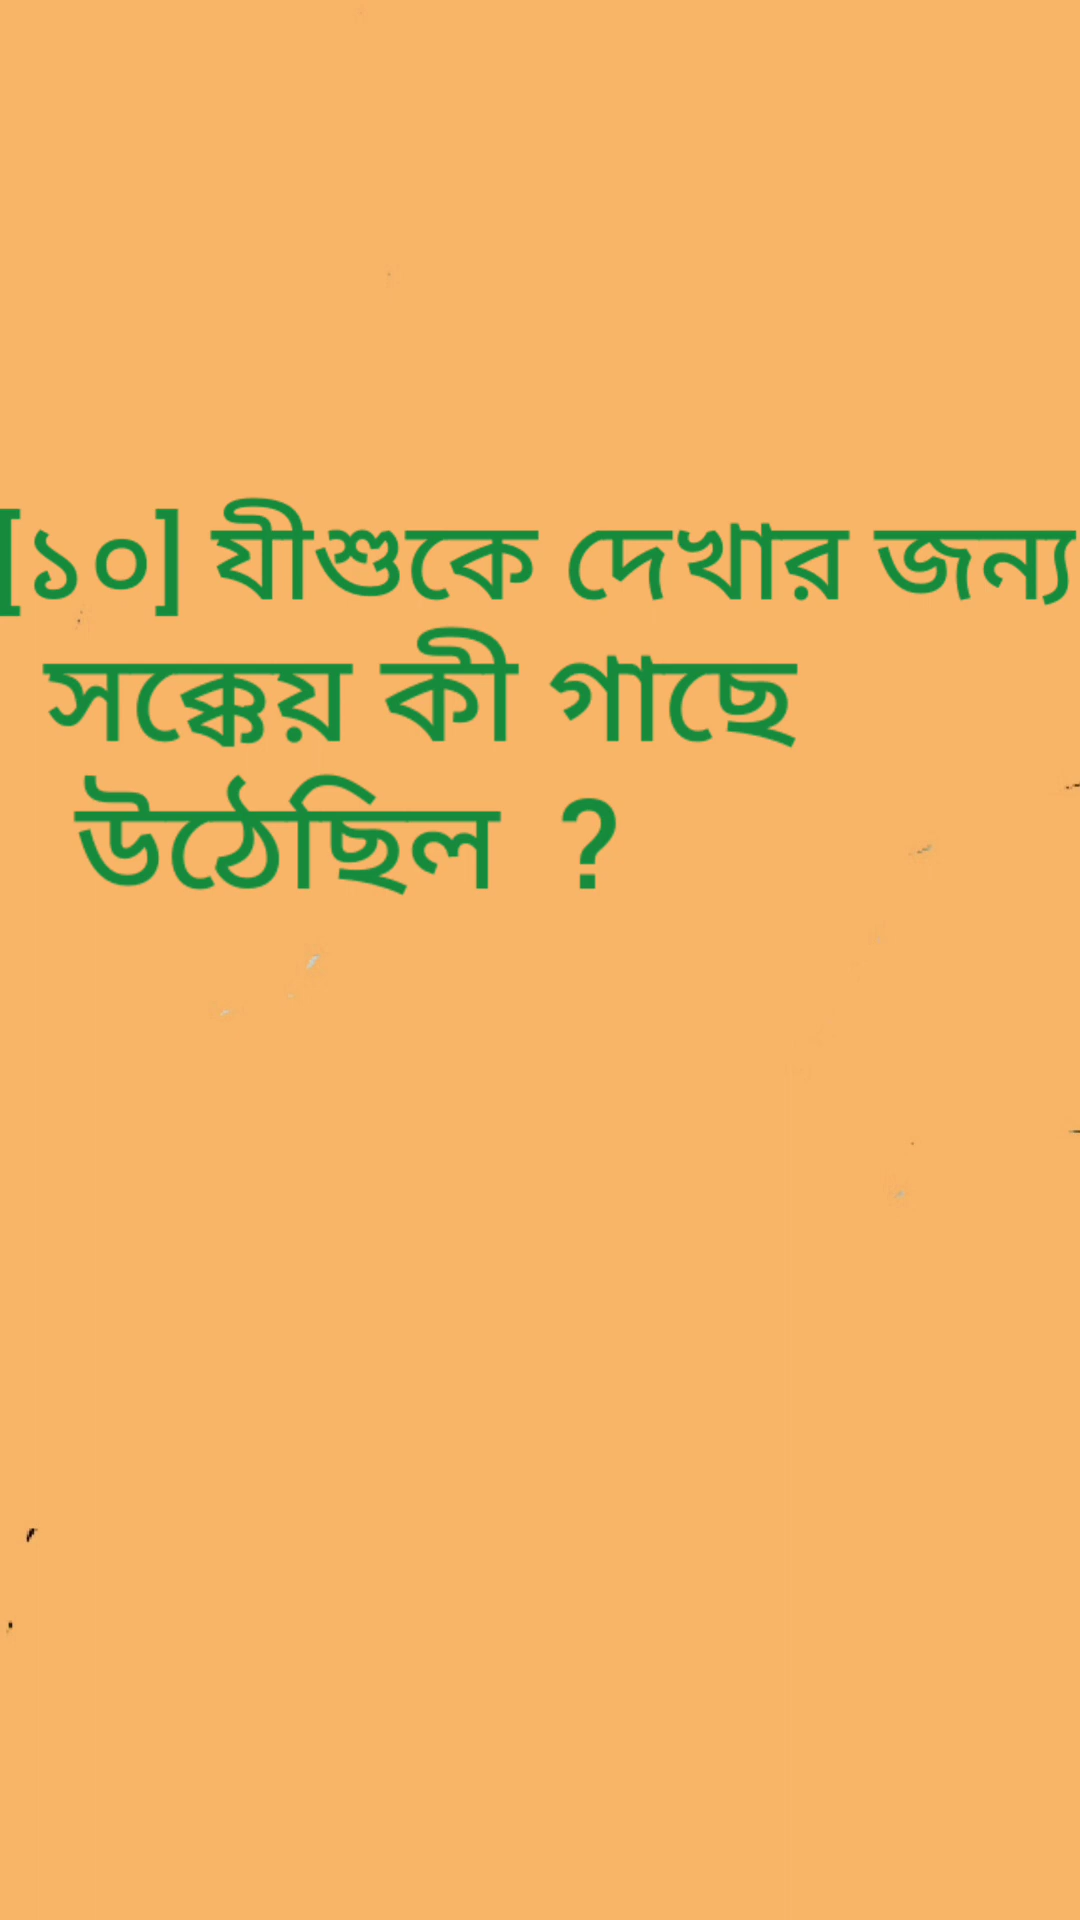 [১০] যীশুকে দেখার জন্য
সক্কেয় কী গাছে
উঠেছিল ?